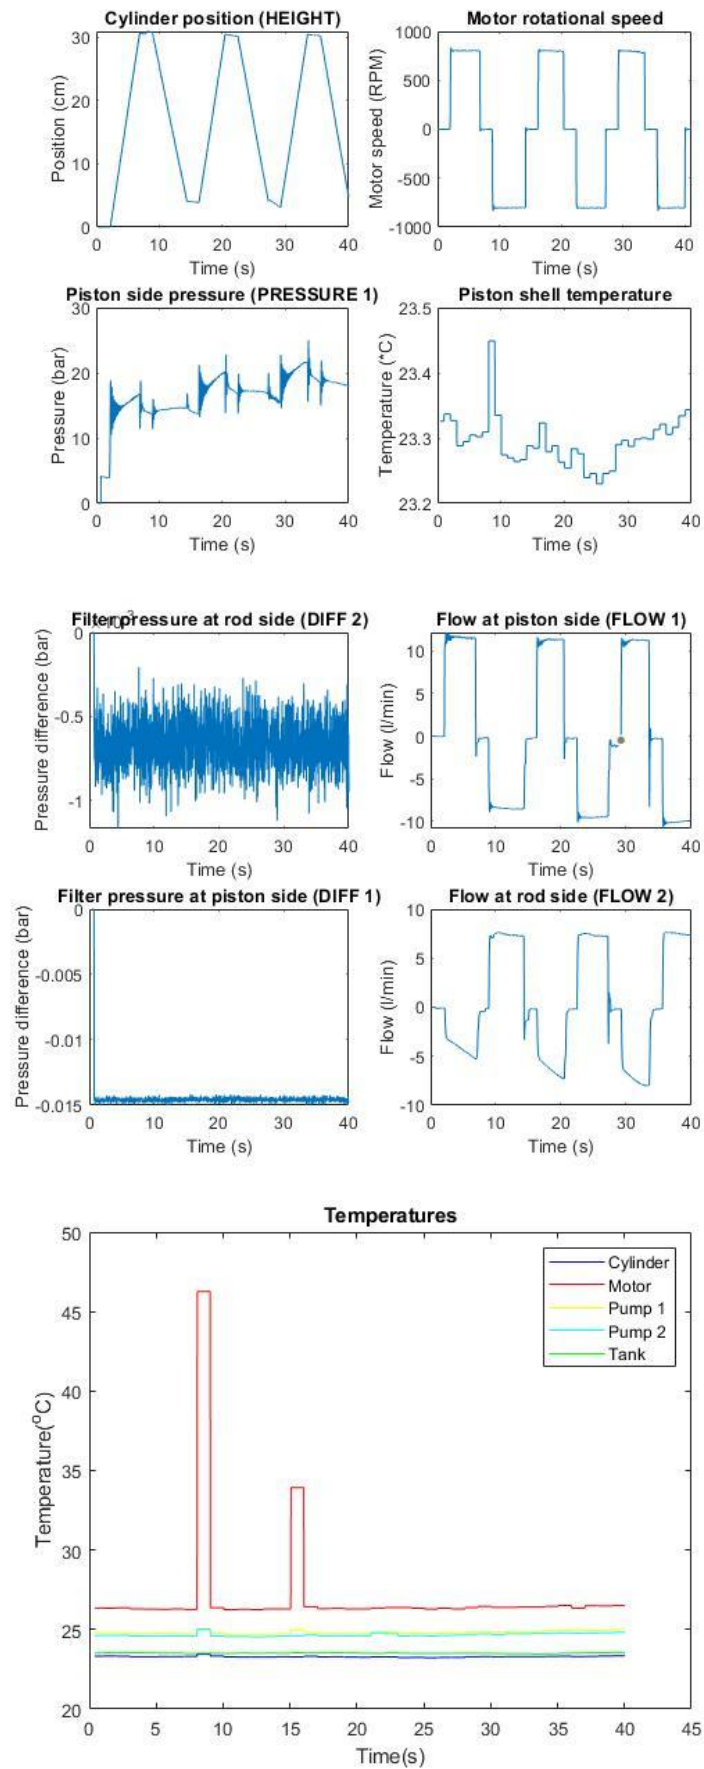 Cylinder position (HEIGHT)
Position (cm)
30
20
10
0
0 10 20 30 40
Time (s)
Motor rotational speed
Motor speed (RPM)
1000
500
0
-500
-1000
0 10 20 30 40
Time (s)
Piston side pressure (PRESSURE 1)
Pressure (bar)
30
20
10
0
0 10 20 30 40
Time (s)
Piston shell temperature
Temperature (*C)
23.5
23.4
23.3
23.2
0 10 20 30 40
Time (s)
Filter pressure at rod side (DIFF 2)
Pressure difference (bar)
0
-0.5
-1
0 10 20 30 40
Time (s)
Flow at piston side (FLOW 1)
Flow (l/min)
10
5
0
-5
-10
0 10 20 30 40
Time (s)
Filter pressure at piston side (DIFF 1)
Pressure difference (bar)
0
-0.005
-0.01
-0.015
0 10 20 30 40
Time (s)
Flow at rod side (FLOW 2)
Flow (l/min)
10
5
0
-5
-10
0 10 20 30 40
Time (s)
Temperatures
Temperature(°C)
50
45
40
35
30
25
20
0 5 10 15 20 25 30 35 40 45
Time(s)
Cylinder
Motor
Pump 1
Pump 2
Tank